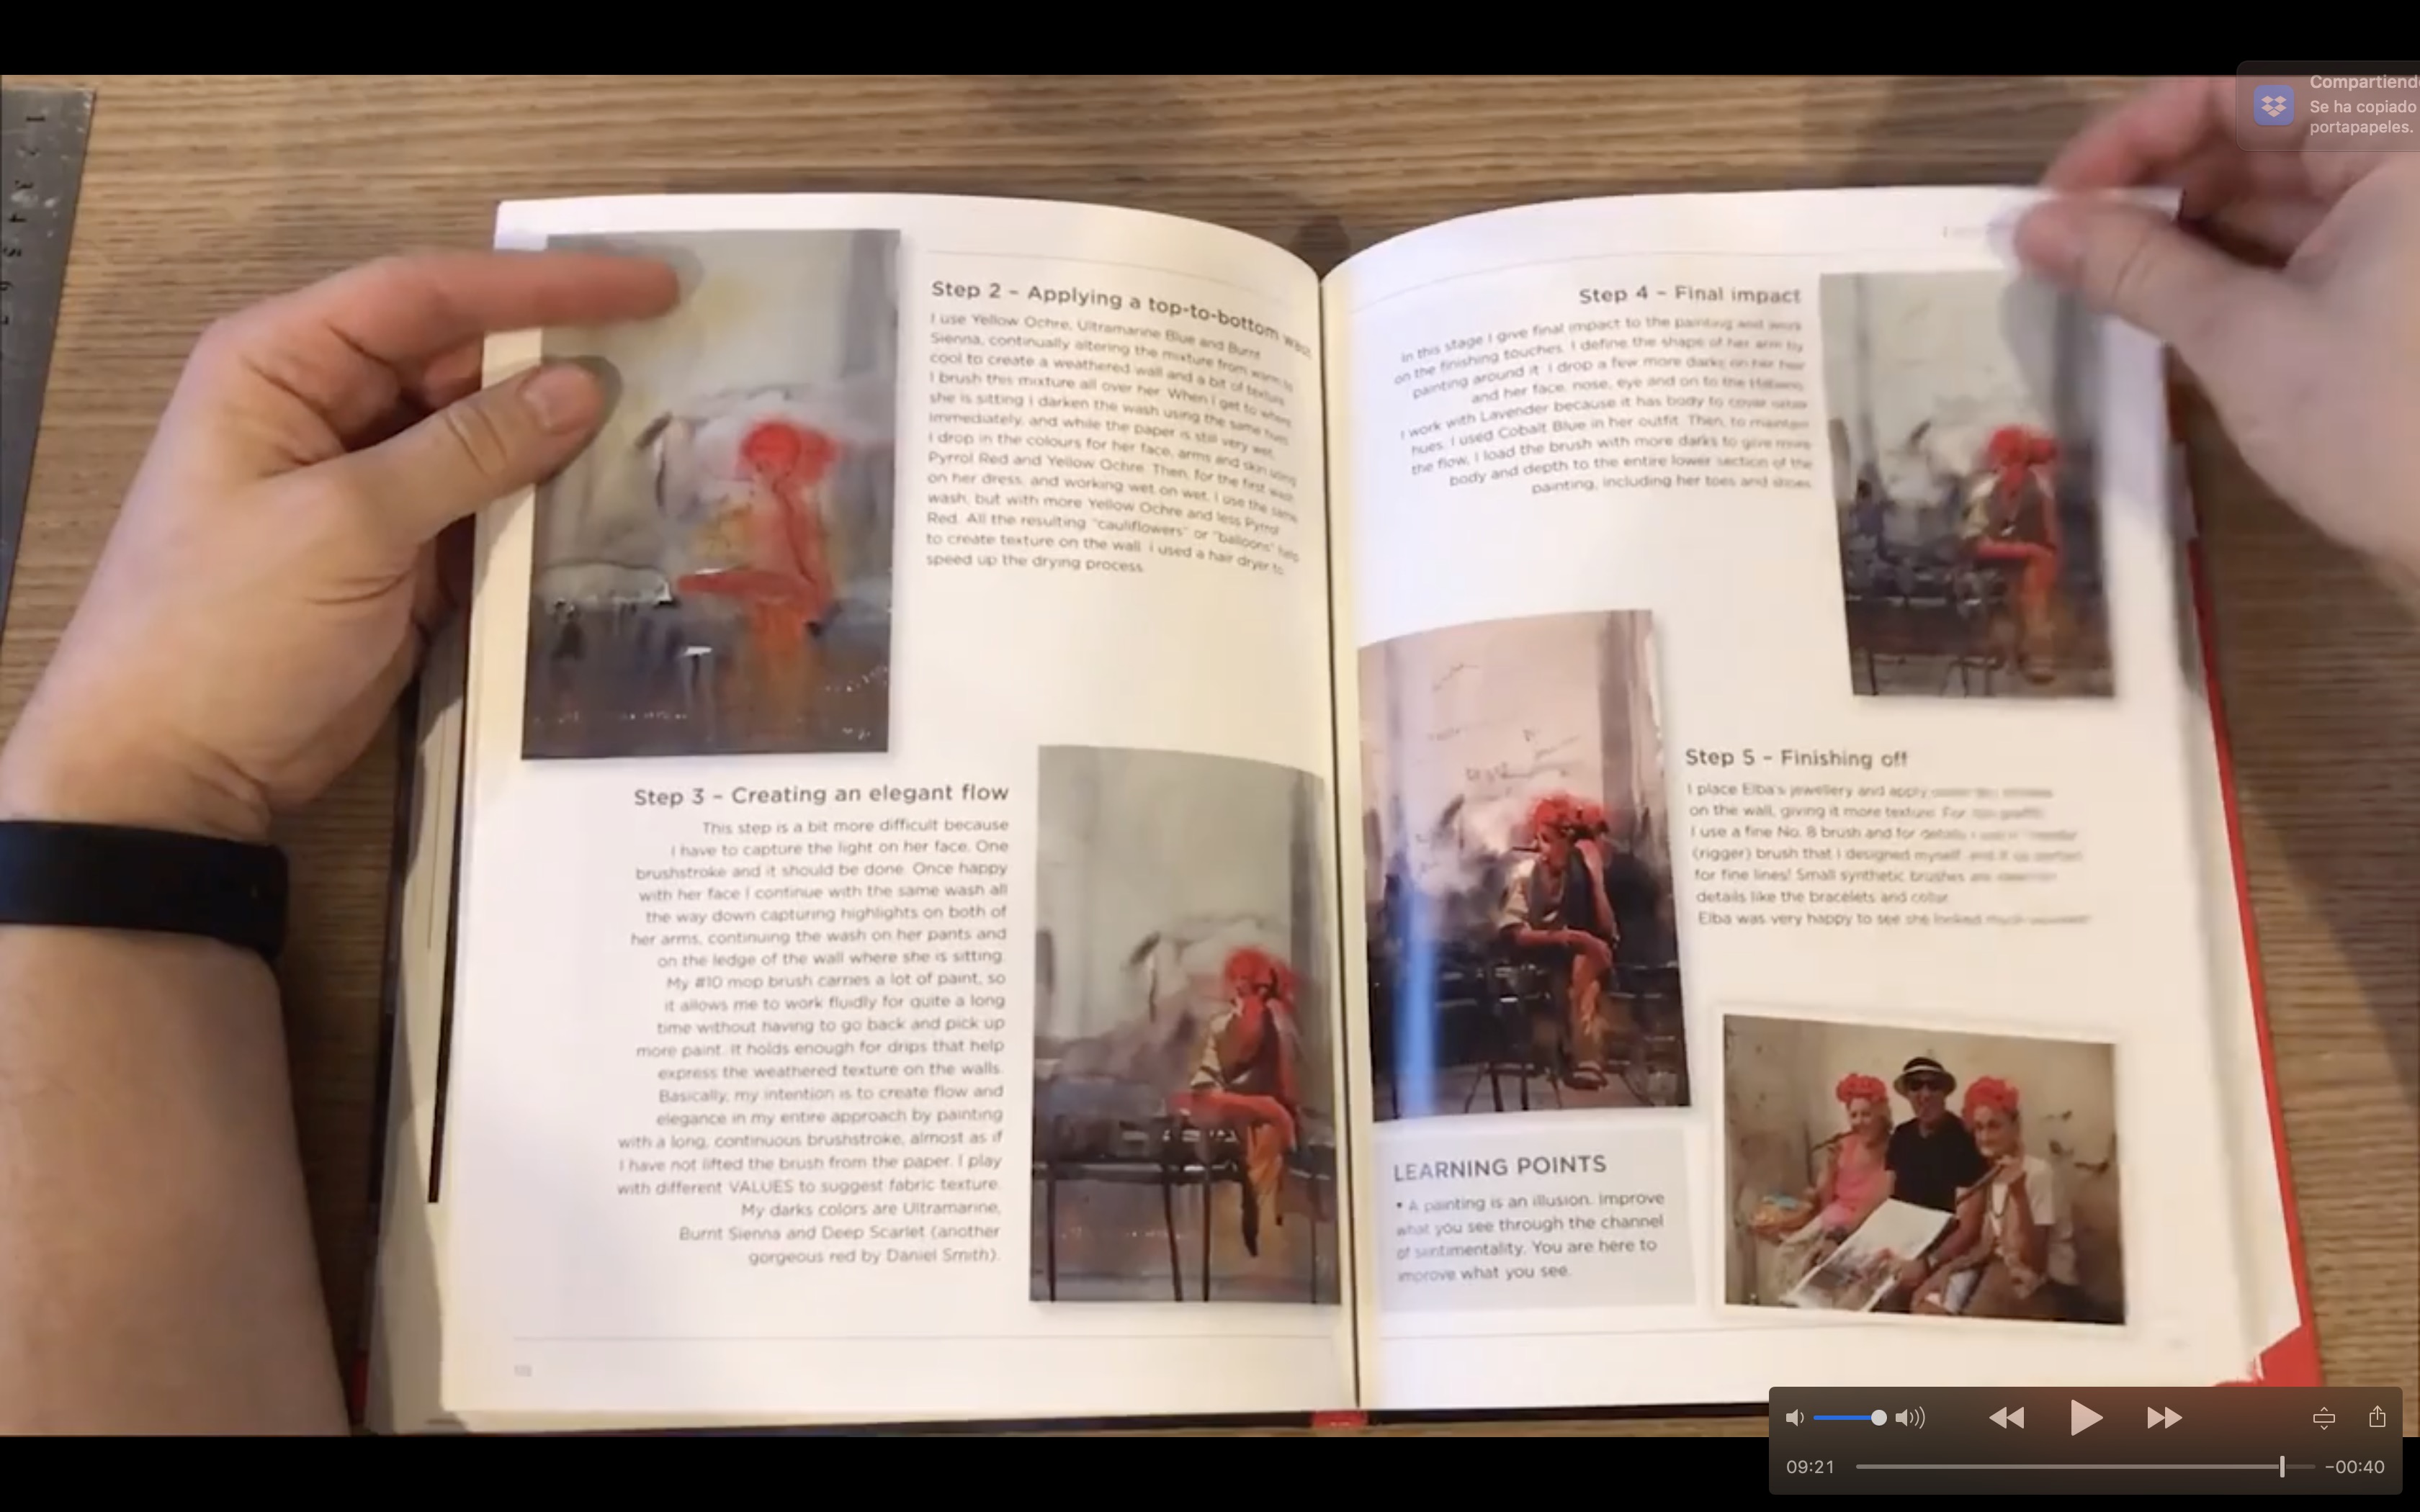 Compartiend
Se ha copiado
portapapeles.
Step 2 – Applying a top-to-bottom wash
I use Yellow Ochre, Ultramarine Blue and Burnt
Sienna, continually altering the mixture from warm to
cool to create a weathered wall and a bit of texture.
I brush this mixture all over her. When I get to where
she is sitting I darken the wash using the same hues.
Immediately, and while the paper is still very wet,
I drop in the colours for her face, arms and skin using
Pyrrol Red and Yellow Ochre. Then, for the first wash
on her dress, and working wet on wet, I use the same
wash, but with more Yellow Ochre and less Pyrrol
Red. All the resulting "cauliflowers" or "balloons" help
to create texture on the wall. I used a hair dryer to
speed up the drying process.
Step 3 – Creating an elegant flow
This step is a bit more difficult because
I have to capture the light on her face. One
brushstroke and it should be done. Once happy
with her face I continue with the same wash all
the way down capturing highlights on both of
her arms, continuing the wash on her pants and
on the ledge of the wall where she is sitting.
My #10 mop brush carries a lot of paint, so
it allows me to work fluidly for quite a long
time without having to go back and pick up
more paint. It holds enough for drips that help
express the weathered texture on the walls.
Basically, my intention is to create flow and
elegance in my entire approach by painting
with a long, continuous brushstroke, almost as if
I have not lifted the brush from the paper. I play
with different VALUES to suggest fabric texture.
My darks colors are Ultramarine,
Burnt Sienna and Deep Scarlet (another
gorgeous red by Daniel Smith).
Step 4 – Final impact
In this stage I give final impact to the painting and work
on the finishing touches. I define the shape of her arm by
painting around it. I drop a few more darks on her hair
and her face, nose, eye and on to the
I work with Lavender because it has body to cover
hues. I used Cobalt Blue in her outfit. Then, to maintain
the flow, I load the brush with more darks to give more
body and depth to the entire lower section of the
painting, including her toes and shoes.
Step 5 – Finishing off
I place Elba's jewellery and apply
on the wall, giving it more texture. For
I use a fine No. 8 brush and for details I
(rigger) brush that I designed myself and it
for fine lines! Small synthetic brushes are
details like the bracelets and collar.
Elba was very happy to see she looked much
LEARNING POINTS
• A painting is an illusion. Improve
what you see through the channel
of sentimentality. You are here to
improve what you see.
09:21
-00:40